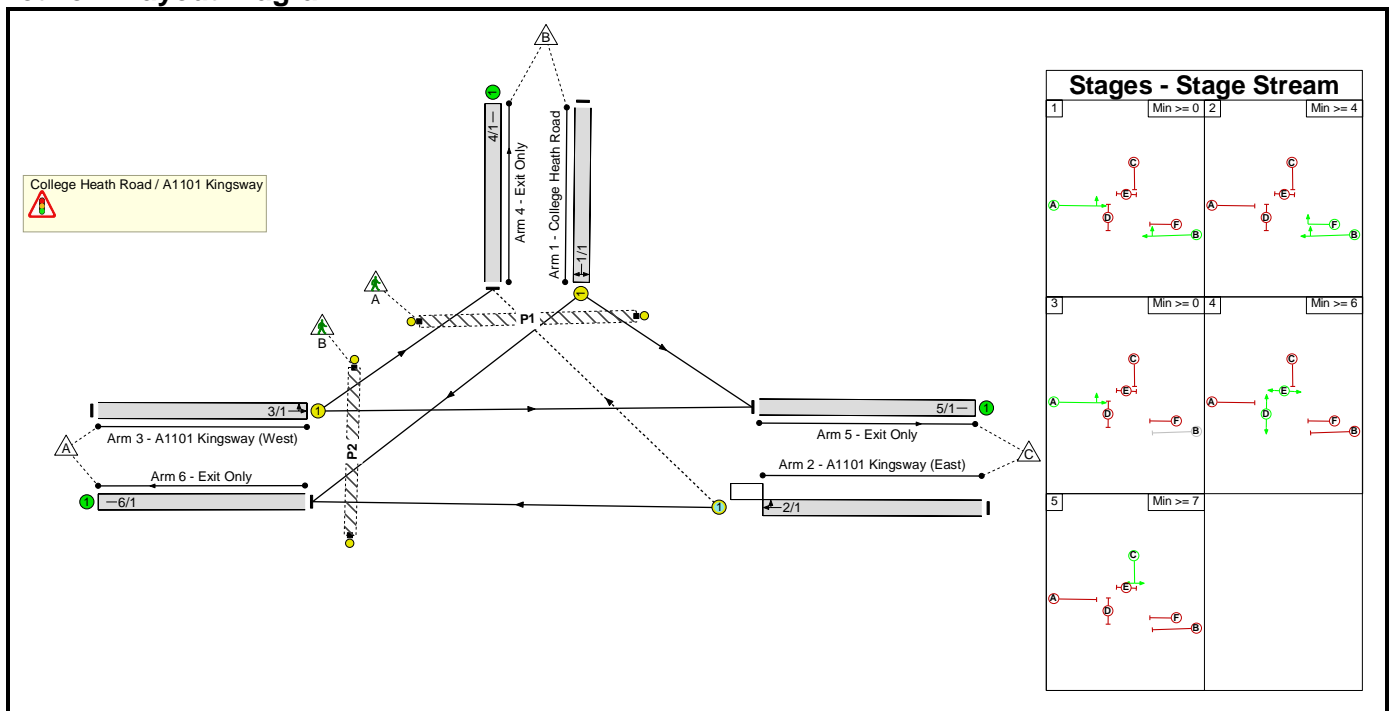 B
Stages - Stage Stream
1
Min >= 0
2
Min >= 4
C
E
A
D
F
B
C
E
A
D
F
B
3
Min >= 0
4
Min >= 6
C
E
A
D
F
B
C
E
A
D
F
B
5
Min >= 7
C
E
A
D
F
B
1
4/1
Arm 4 - Exit Only
Arm 1 - College Heath Road
1/1
1
College Heath Road / A1101 Kingsway
A
P1
B
P2
3/1
1
5/1
1
Arm 3 - A1101 Kingsway (West)
Arm 5 - Exit Only
A
C
Arm 6 - Exit Only
Arm 2 - A1101 Kingsway (East)
1
6/1
1
2/1